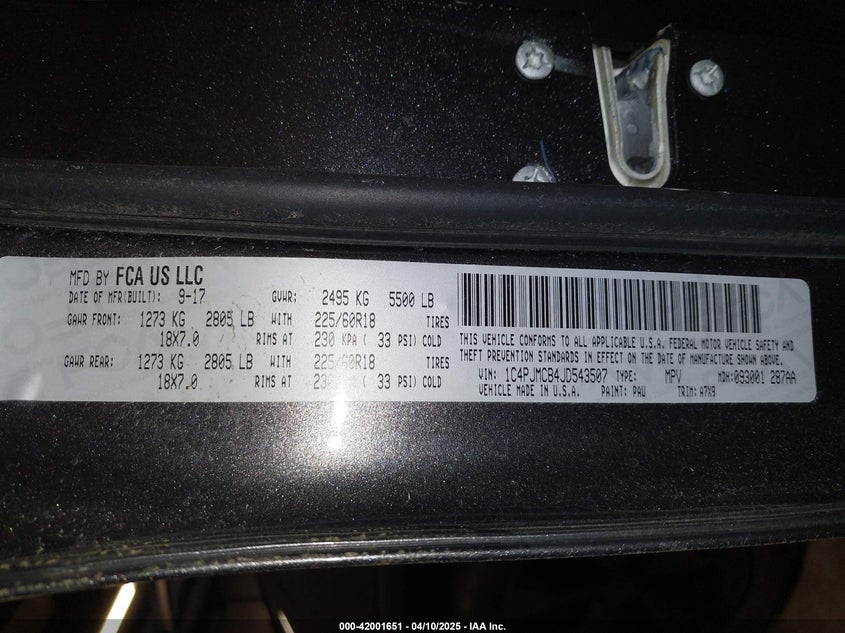 MFD BY FCA US LLC
DATE OF MFR(BUILT): 9-17 GVWR: 2495 KG 5500 LB
GAWR FRONT: 1273 KG 2805 LB WITH 225/60R18 TIRES
18X7.0 RIMS AT 230 KPA ( 33 PSI) COLD
GAWR REAR: 1273 KG 2805 LB WITH 225/60R18 TIRES
18X7.0 RIMS AT ( 33 PSI) COLD
THIS VEHICLE CONFORMS TO ALL APPLICABLE U.S.A. FEDERAL MOTOR VEHICLE SAFETY AND
THEFT PREVENTION STANDARDS IN EFFECT ON THE DATE OF MANUFACTURE SHOWN ABOVE.
VIN: 1C4PJMCB4JD543507 TYPE: MPV MDH:093001 287AA
VEHICLE MADE IN U.S.A. PAINT: PAU TRIM: A7X9
000-42001651 - 04/10/2025 - IAA Inc.